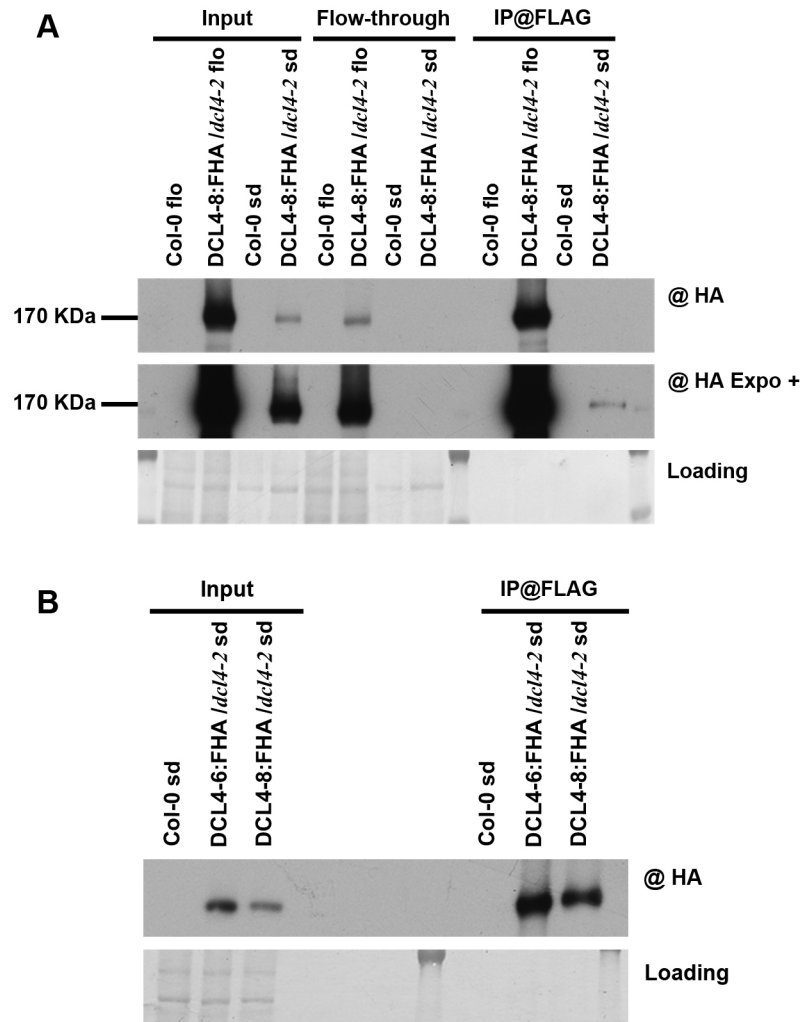 A
Input
Flow-through
IP@FLAG
Col-0 flo
DCL4-8:FHA /dcl4-2 flo
Col-0 sd
DCL4-8:FHA /dcl4-2 sd
Col-0 flo
DCL4-8:FHA /dcl4-2 flo
Col-0 sd
DCL4-8:FHA /dcl4-2 sd
Col-0 flo
DCL4-8:FHA /dcl4-2 flo
Col-0 sd
DCL4-8:FHA /dcl4-2 sd
@ HA
170 KDa
@ HA Expo +
170 KDa
Loading
B
Input
IP@FLAG
Col-0 sd
DCL4-6:FHA /dcl4-2 sd
DCL4-8:FHA /dcl4-2 sd
Col-0 sd
DCL4-6:FHA /dcl4-2 sd
DCL4-8:FHA /dcl4-2 sd
@ HA
Loading